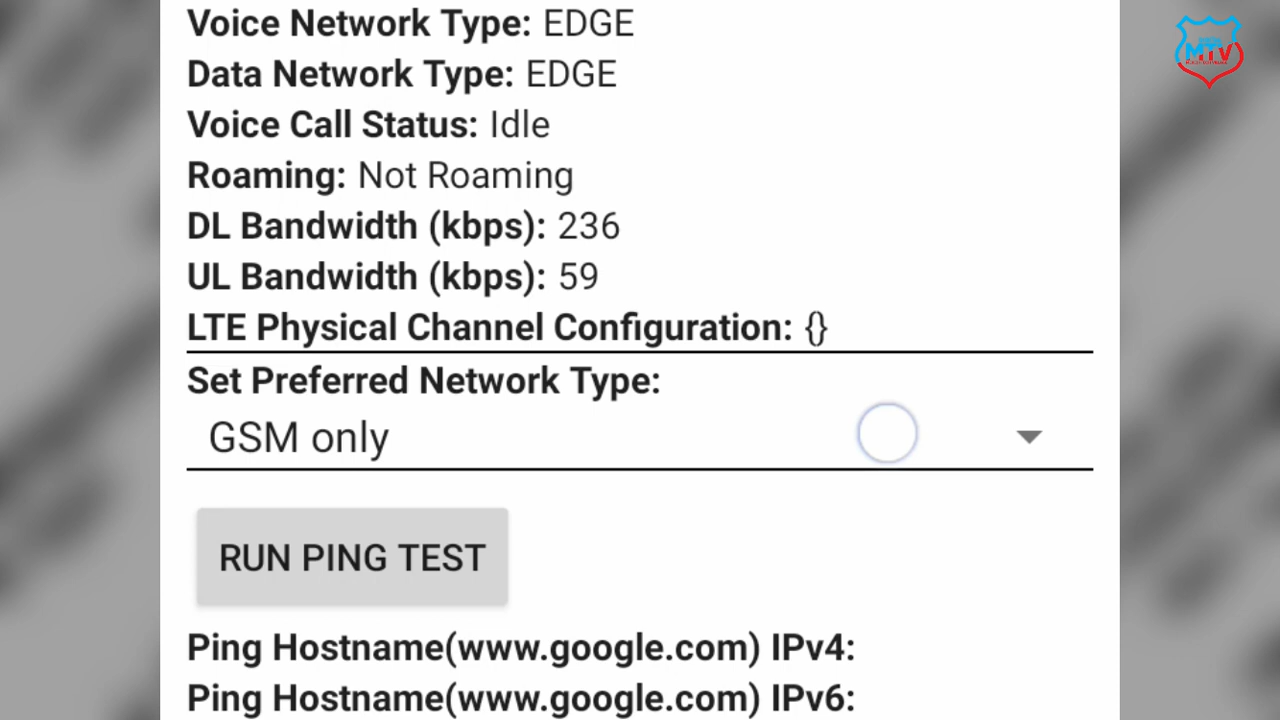 Voice Network Type: EDGE
Data Network Type: EDGE
Voice Call Status: Idle
Roaming: Not Roaming
DL Bandwidth (kbps): 236
UL Bandwidth (kbps): 59
LTE Physical Channel Configuration: {}
Set Preferred Network Type:
GSM only
RUN PING TEST
Ping Hostname(www.google.com) IPv4:
Ping Hostname(www.google.com) IPv6:
MTV